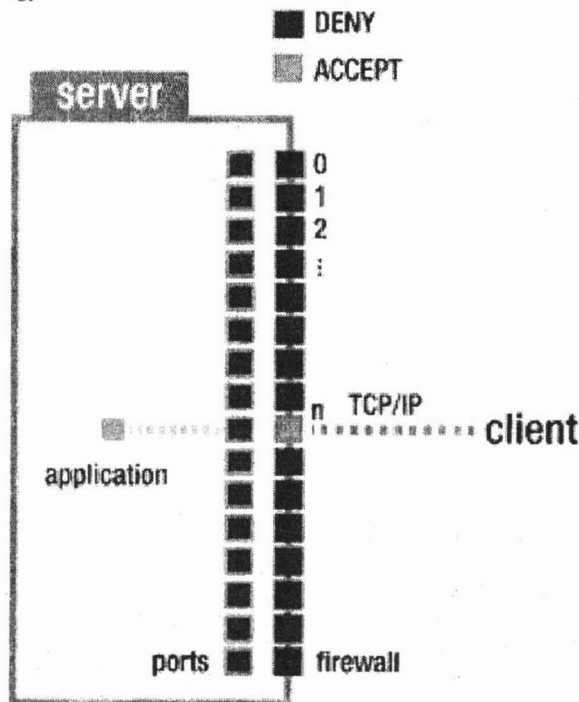 DENY
ACCEPT
server
0
1
2
⋮
n TCP/IP
client
application
ports
firewall